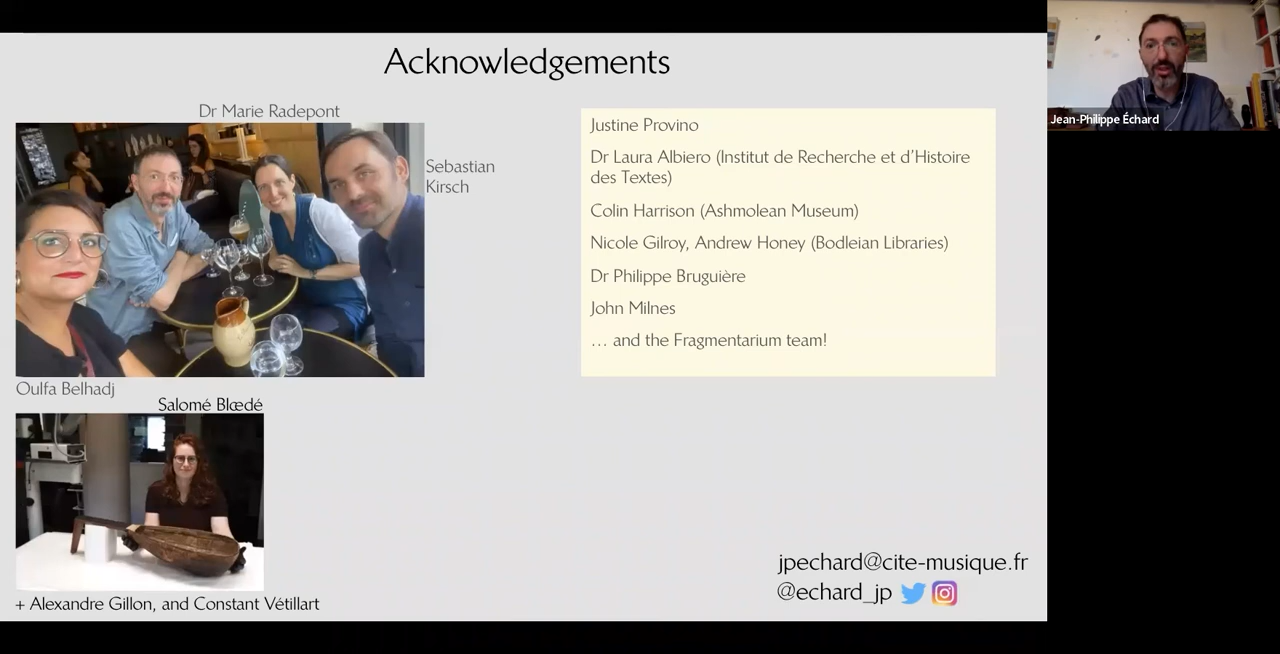 Acknowledgements
Dr Marie Radepont
Sebastian
Kirsch
Oulfa Belhadj
Salomé Blœdé
+ Alexandre Gillon, and Constant Vétillart
Justine Provino
Dr Laura Albiero (Institut de Recherche et d’Histoire
des Textes)
Colin Harrison (Ashmolean Museum)
Nicole Gilroy, Andrew Honey (Bodleian Libraries)
Dr Philippe Bruguière
John Milnes
… and the Fragmentarium team!
jpechard@cite-musique.fr
@echard_jp
Jean-Philippe Échard